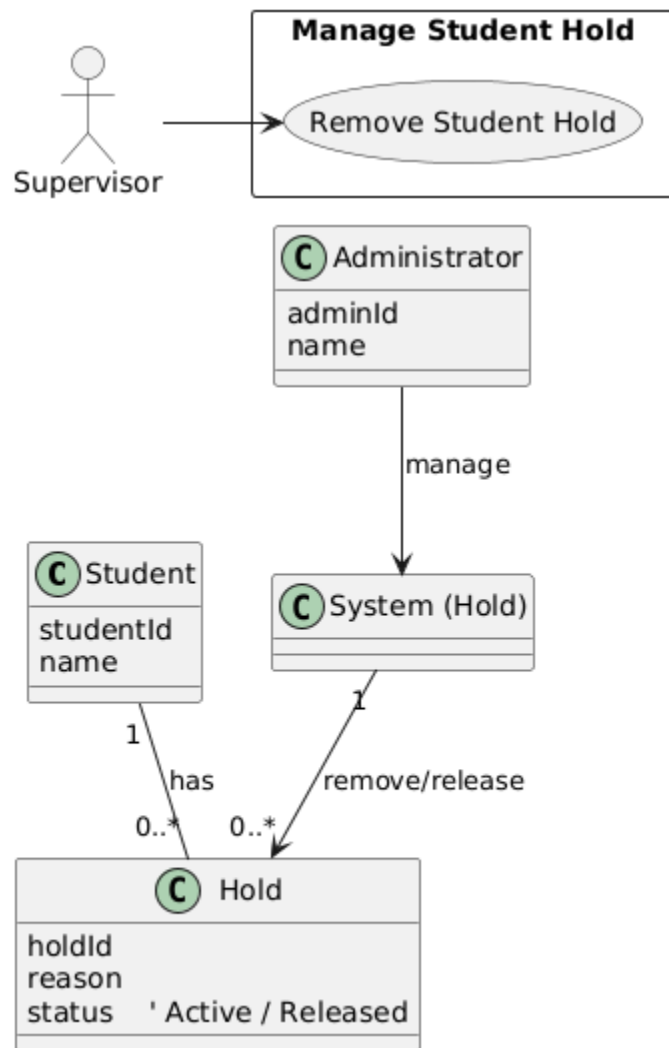 Manage Student Hold
Remove Student Hold
Supervisor
C Administrator
adminId
name
manage
C Student
studentId
name
C System (Hold)
1
1
has
remove/release
0..*
0..*
C Hold
holdId
reason
status ' Active / Released